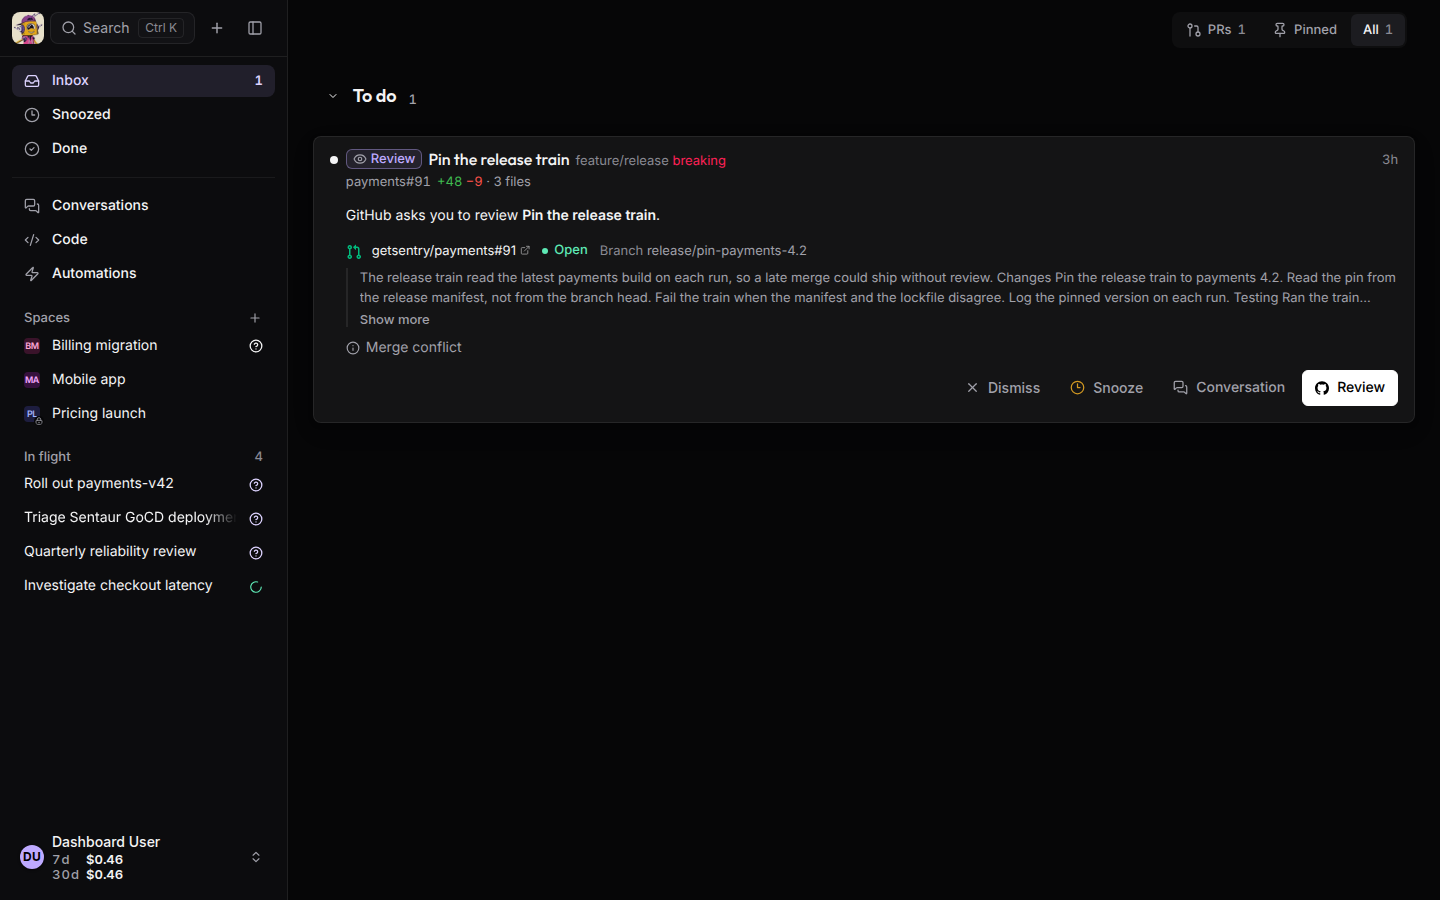 Search Ctrl K
PRs 1 Pinned All 1
Inbox 1
Snoozed
Done
Conversations
Code
Automations
Spaces
BM Billing migration
MA Mobile app
PL Pricing launch
In flight 4
Roll out payments-v42
Triage Sentaur GoCD deployme
Quarterly reliability review
Investigate checkout latency
DU Dashboard User
7d $0.46
30d $0.46
To do 1
Review Pin the release train feature/release breaking 3h
payments#91 +48 −9 · 3 files
GitHub asks you to review Pin the release train.
getsentry/payments#91 Open Branch release/pin-payments-4.2
The release train read the latest payments build on each run, so a late merge could ship without review. Changes Pin the release train to payments 4.2. Read the pin from
the release manifest, not from the branch head. Fail the train when the manifest and the lockfile disagree. Log the pinned version on each run. Testing Ran the train...
Show more
Merge conflict
Dismiss Snooze Conversation Review